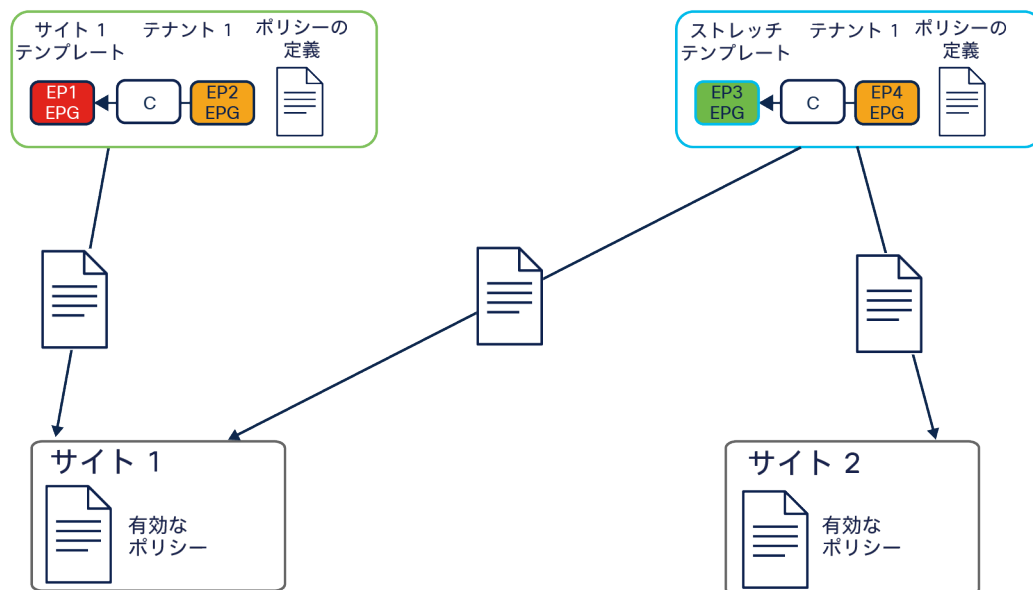 サイト 1
テンプレート
テナント 1
ポリシーの
定義
EP1
EPG
C
EP2
EPG
ストレッチ
テンプレート
テナント 1
ポリシーの
定義
EP3
EPG
C
EP4
EPG
サイト 1
有効な
ポリシー
サイト 2
有効な
ポリシー